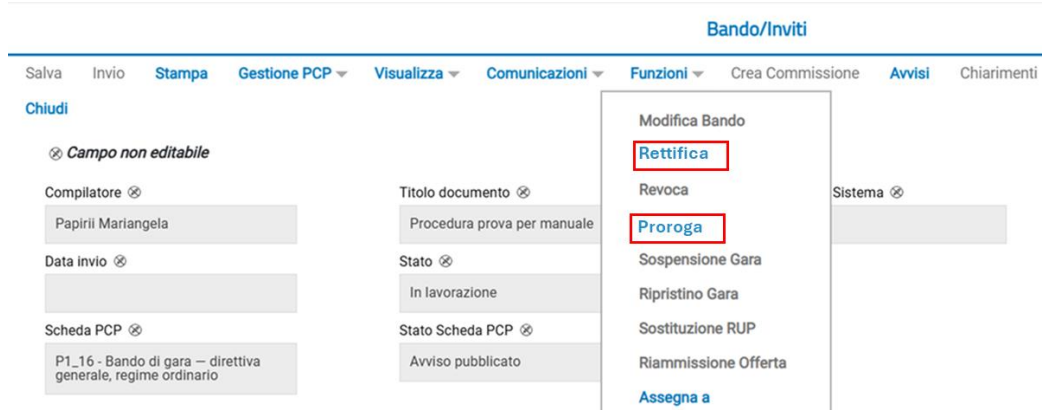 Bando/Inviti
Salva Invio Stampa Gestione PCP Visualizza Comunicazioni Funzioni Crea Commissione Avvisi Chiarimenti
Chiudi
Campo non editabile
Compilatore
Papirii Mariangela
Titolo documento
Procedura prova per manuale
Sistema
Data invio
Stato
In lavorazione
Scheda PCP
P1_16 - Bando di gara — direttiva
generale, regime ordinario
Stato Scheda PCP
Avviso pubblicato
Modifica Bando
Rettifica
Revoca
Proroga
Sospensione Gara
Ripristino Gara
Sostituzione RUP
Riammissione Offerta
Assegna a